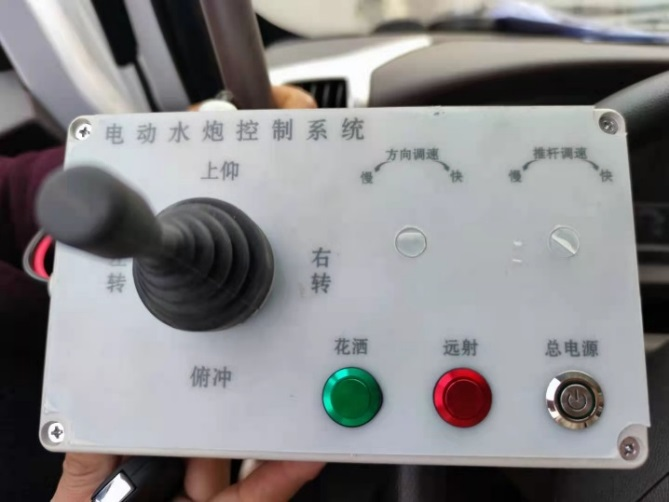 电动水炮控制系统
上仰
方向调速
慢 快
推杆调速
慢 快
转
右转
俯冲
花洒
远射
总电源